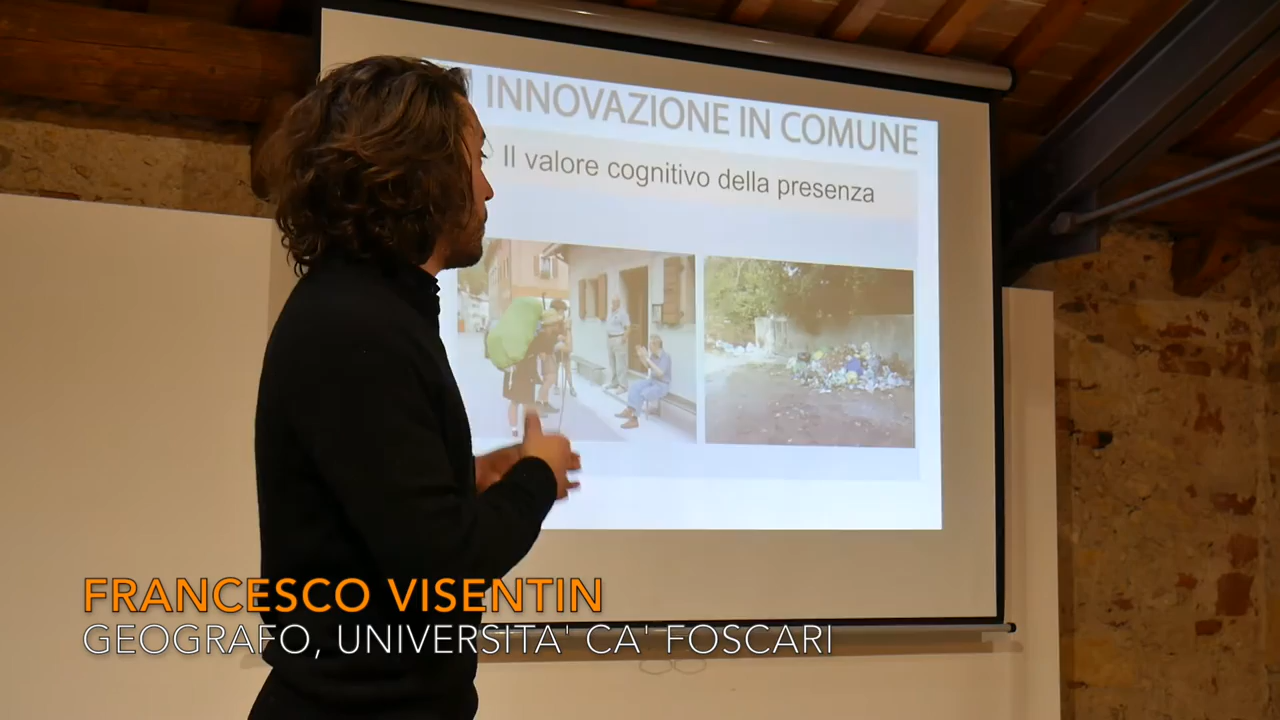 INNOVAZIONE IN COMUNE
Il valore cognitivo della presenza
FRANCESCO VISENTIN
GEOGRAFO, UNIVERSITA' CA' FOSCARI